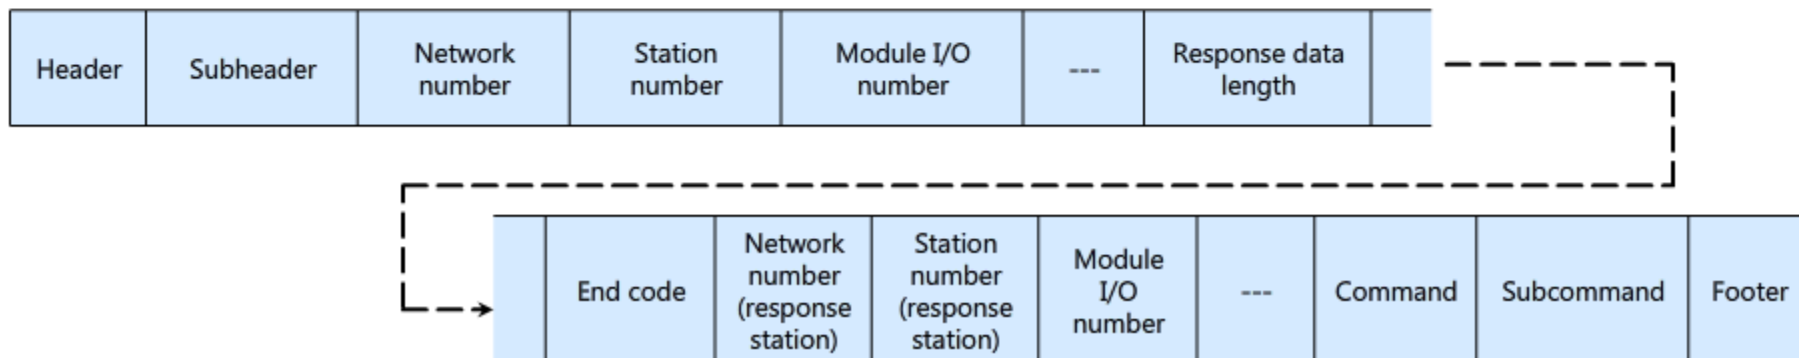 Header
Subheader
Network
number
Station
number
Module I/O
number
---
Response data
length
End code
Network
number
(response
station)
Station
number
(response
station)
Module
I/O
number
---
Command
Subcommand
Footer